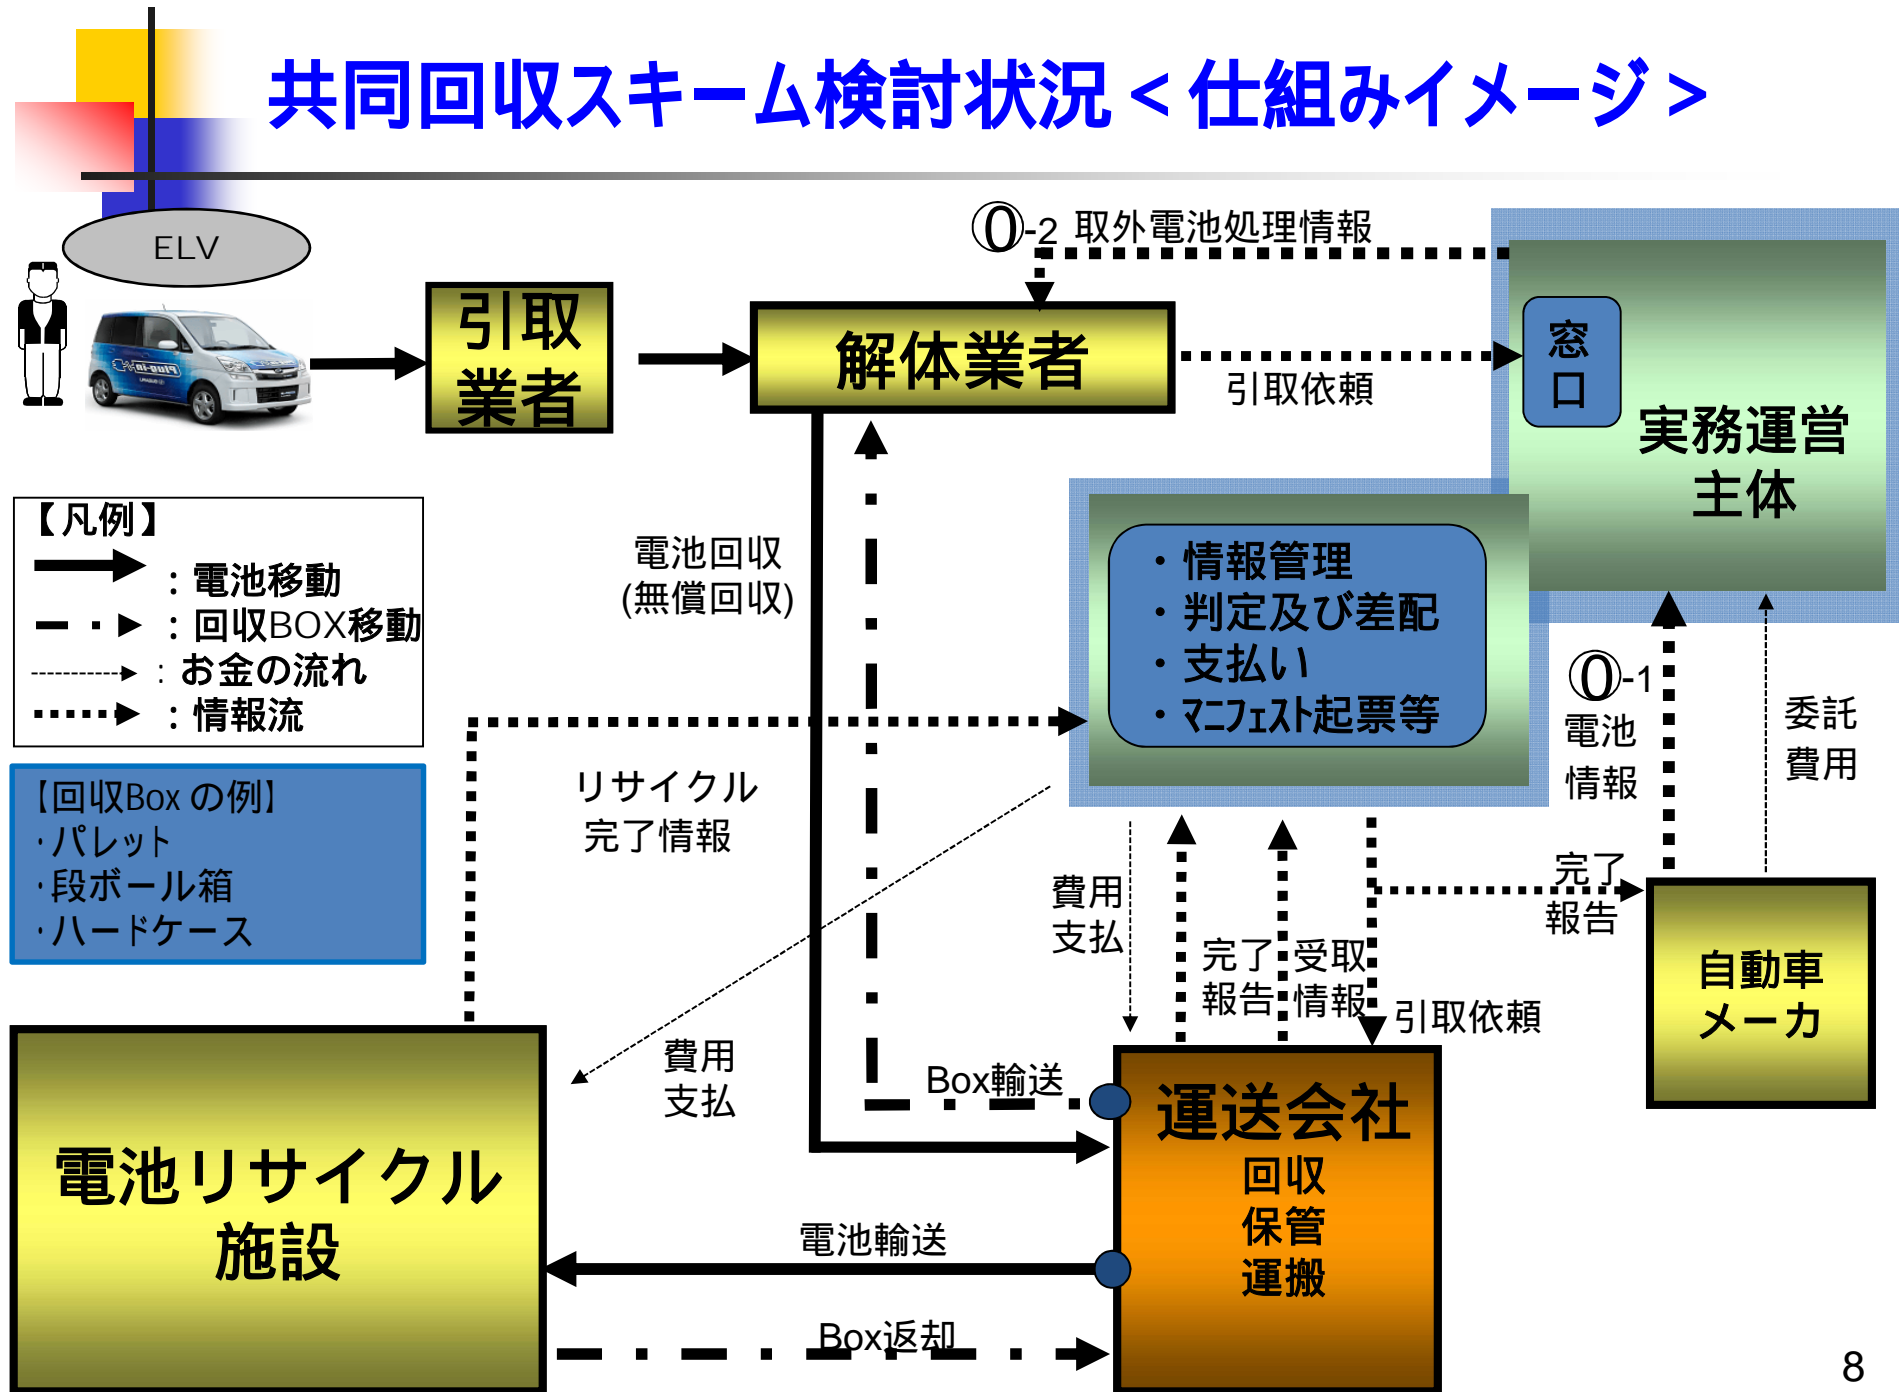 共同回収スキーム検討状況<仕組みイメージ>
ELV
⓪-2 取外電池処理情報
引取
業者
解体業者
引取依頼
窓
口
実務運営
主体
【凡例】
:電池移動
:回収BOX移動
:お金の流れ
:情報流
電池回収
(無償回収)
・情報管理
・判定及び差配
・支払い
・マニフェスト起票等
⓪-1
電池
情報
委託
費用
【回収Boxの例】
・パレット
・段ボール箱
・ハードケース
リサイクル
完了情報
費用
支払
完了
報告
受取
情報
引取依頼
完了
報告
自動車
メーカ
費用
支払
Box輸送
運送会社
回収
保管
運搬
電池リサイクル
施設
電池輸送
Box返却
8